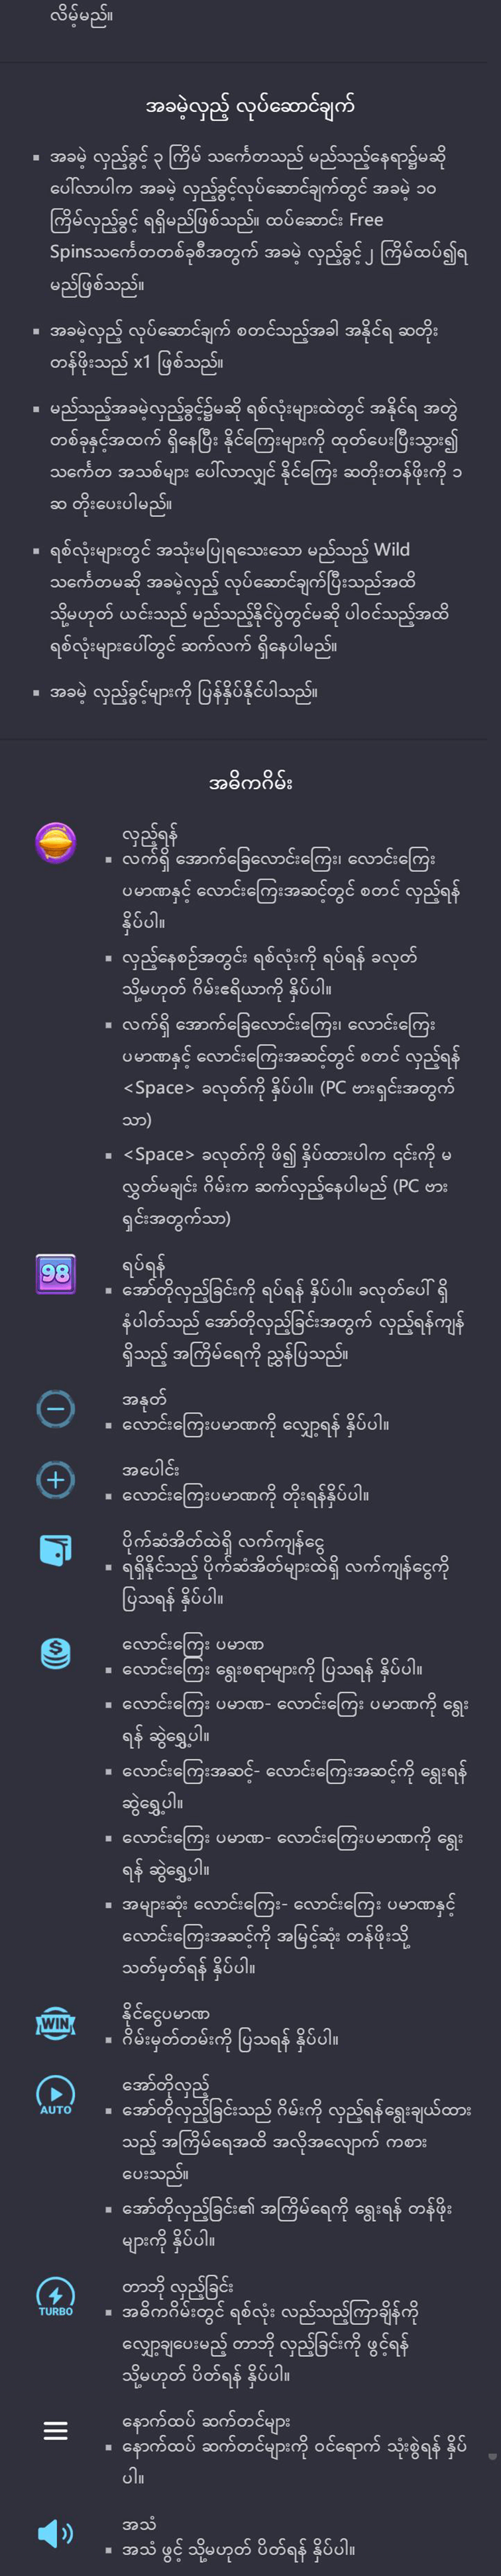 လိမ့်မည်။
အခမဲ့လှည့် လုပ်ဆောင်ချက်
▪ အခမဲ့ လှည့်ခွင့် ၃ ကြိမ် သင်္ကေတသည် မည်သည့်နေရာ၌မဆို
ပေါ်လာပါက အခမဲ့ လှည့်ခွင့်လုပ်ဆောင်ချက်တွင် အခမဲ့ ၁၀
ကြိမ်လှည့်ခွင့် ရရှိမည်ဖြစ်သည်။ ထပ်ဆောင်း Free
Spinsသင်္ကေတတစ်ခုစီအတွက် အခမဲ့ လှည့်ခွင့် ၂ ကြိမ်ထပ်၍ရ
မည်ဖြစ်သည်။
▪ အခမဲ့လှည့် လုပ်ဆောင်ချက် စတင်သည့်အခါ အနိုင်ရ ဆတိုး
တန်ဖိုးသည် x1 ဖြစ်သည်။
▪ မည်သည့်အခမဲ့လှည့်ခွင့်၌မဆို ရစ်လုံးများထဲတွင် အနိုင်ရ အတွဲ
တစ်ခုနှင့်အထက် ရှိနေပြီး နိုင်ကြေးများကို ထုတ်ပေးပြီးသွား၍
သင်္ကေတ အသစ်များ ပေါ်လာလျှင် နိုင်ကြေး ဆတိုးတန်ဖိုးကို ၁
ဆ တိုးပေးပါမည်။
▪ ရစ်လုံးများတွင် အသုံးမပြုရသေးသော မည်သည့် Wild
သင်္ကေတမဆို အခမဲ့လှည့် လုပ်ဆောင်ချက်ပြီးသည်အထိ
သို့မဟုတ် ယင်းသည် မည်သည့်နိုင်ပွဲတွင်မဆို ပါဝင်သည့်အထိ
ရစ်လုံးများပေါ်တွင် ဆက်လက် ရှိနေပါမည်။
▪ အခမဲ့ လှည့်ခွင့်များကို ပြန်နှိပ်နိုင်ပါသည်။
အဓိကဂိမ်း
လှည့်ရန်
▪ လက်ရှိ အောက်ခြေလောင်းကြေး၊ လောင်းကြေး
ပမာဏနှင့် လောင်းကြေးအဆင့်တွင် စတင် လှည့်ရန်
နှိပ်ပါ။
▪ လှည့်နေစဉ်အတွင်း ရစ်လုံးကို ရပ်ရန် ခလုတ်
သို့မဟုတ် ဂိမ်းဧရိယာကို နှိပ်ပါ။
▪ လက်ရှိ အောက်ခြေလောင်းကြေး၊ လောင်းကြေး
ပမာဏနှင့် လောင်းကြေးအဆင့်တွင် စတင် လှည့်ရန်
<Space> ခလုတ်ကို နှိပ်ပါ။ (PC ဗားရှင်းအတွက်
သာ)
▪ <Space> ခလုတ်ကို ဖိ၍ နှိပ်ထားပါက ၎င်းကို မ
လွှတ်မချင်း ဂိမ်းက ဆက်လှည့်နေပါမည် (PC ဗား
ရှင်းအတွက်သာ)
98 ရပ်ရန်
▪ အော်တိုလှည့်ခြင်းကို ရပ်ရန် နှိပ်ပါ။ ခလုတ်ပေါ် ရှိ
နံပါတ်သည် အော်တိုလှည့်ခြင်းအတွက် လှည့်ရန်ကျန်
ရှိသည့် အကြိမ်ရေကို ညွှန်ပြသည်။
အနုတ်
▪ လောင်းကြေးပမာဏကို လျှော့ရန် နှိပ်ပါ။
အပေါင်း
▪ လောင်းကြေးပမာဏကို တိုးရန်နှိပ်ပါ။
ပိုက်ဆံအိတ်ထဲရှိ လက်ကျန်ငွေ
▪ ရရှိနိုင်သည့် ပိုက်ဆံအိတ်များထဲရှိ လက်ကျန်ငွေကို
ပြသရန် နှိပ်ပါ။
လောင်းကြေး ပမာဏ
▪ လောင်းကြေး ရွေးစရာများကို ပြသရန် နှိပ်ပါ။
▪ လောင်းကြေး ပမာဏ- လောင်းကြေး ပမာဏကို ရွေး
ရန် ဆွဲရွှေ့ပါ။
▪ လောင်းကြေးအဆင့်- လောင်းကြေးအဆင့်ကို ရွေးရန်
ဆွဲရွှေ့ပါ။
▪ လောင်းကြေး ပမာဏ- လောင်းကြေးပမာဏကို ရွေး
ရန် ဆွဲရွှေ့ပါ။
▪ အများဆုံး လောင်းကြေး- လောင်းကြေး ပမာဏနှင့်
လောင်းကြေးအဆင့်ကို အမြင့်ဆုံး တန်ဖိုးသို့
သတ်မှတ်ရန် နှိပ်ပါ။
WIN နိုင်ငွေပမာဏ
▪ ဂိမ်းမှတ်တမ်းကို ပြသရန် နှိပ်ပါ။
AUTO အော်တိုလှည့်
▪ အော်တိုလှည့်ခြင်းသည် ဂိမ်းကို လှည့်ရန်ရွေးချယ်ထား
သည့် အကြိမ်ရေအထိ အလိုအလျောက် ကစား
ပေးသည်။
▪ အော်တိုလှည့်ခြင်း၏ အကြိမ်ရေကို ရွေးရန် တန်ဖိုး
များကို နှိပ်ပါ။
TURBO တာဘို လှည့်ခြင်း
▪ အဓိကဂိမ်းတွင် ရစ်လုံး လည်သည့်ကြာချိန်ကို
လျှော့ချပေးမည့် တာဘို လှည့်ခြင်းကို ဖွင့်ရန်
သို့မဟုတ် ပိတ်ရန် နှိပ်ပါ။
နောက်ထပ် ဆက်တင်များ
▪ နောက်ထပ် ဆက်တင်များကို ဝင်ရောက် သုံးစွဲရန် နှိပ်
ပါ။
အသံ
▪ အသံ ဖွင့် သို့မဟုတ် ပိတ်ရန် နှိပ်ပါ။